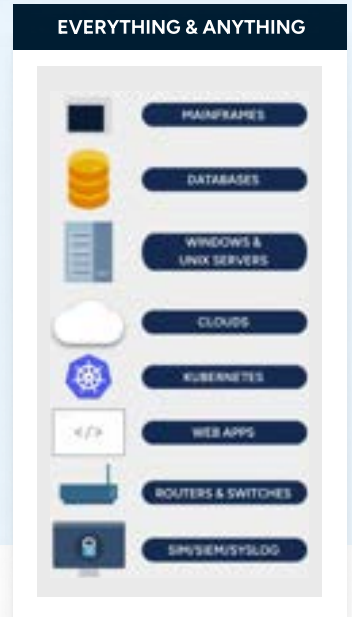 EVERYTHING & ANYTHING
MAINFRAMES
DATABASES
WINDOWS &
UNIX SERVERS
CLOUDS
KUBERNETES
</>
WEB APPS
ROUTERS & SWITCHES
SIM/SIEM/SYSLOG